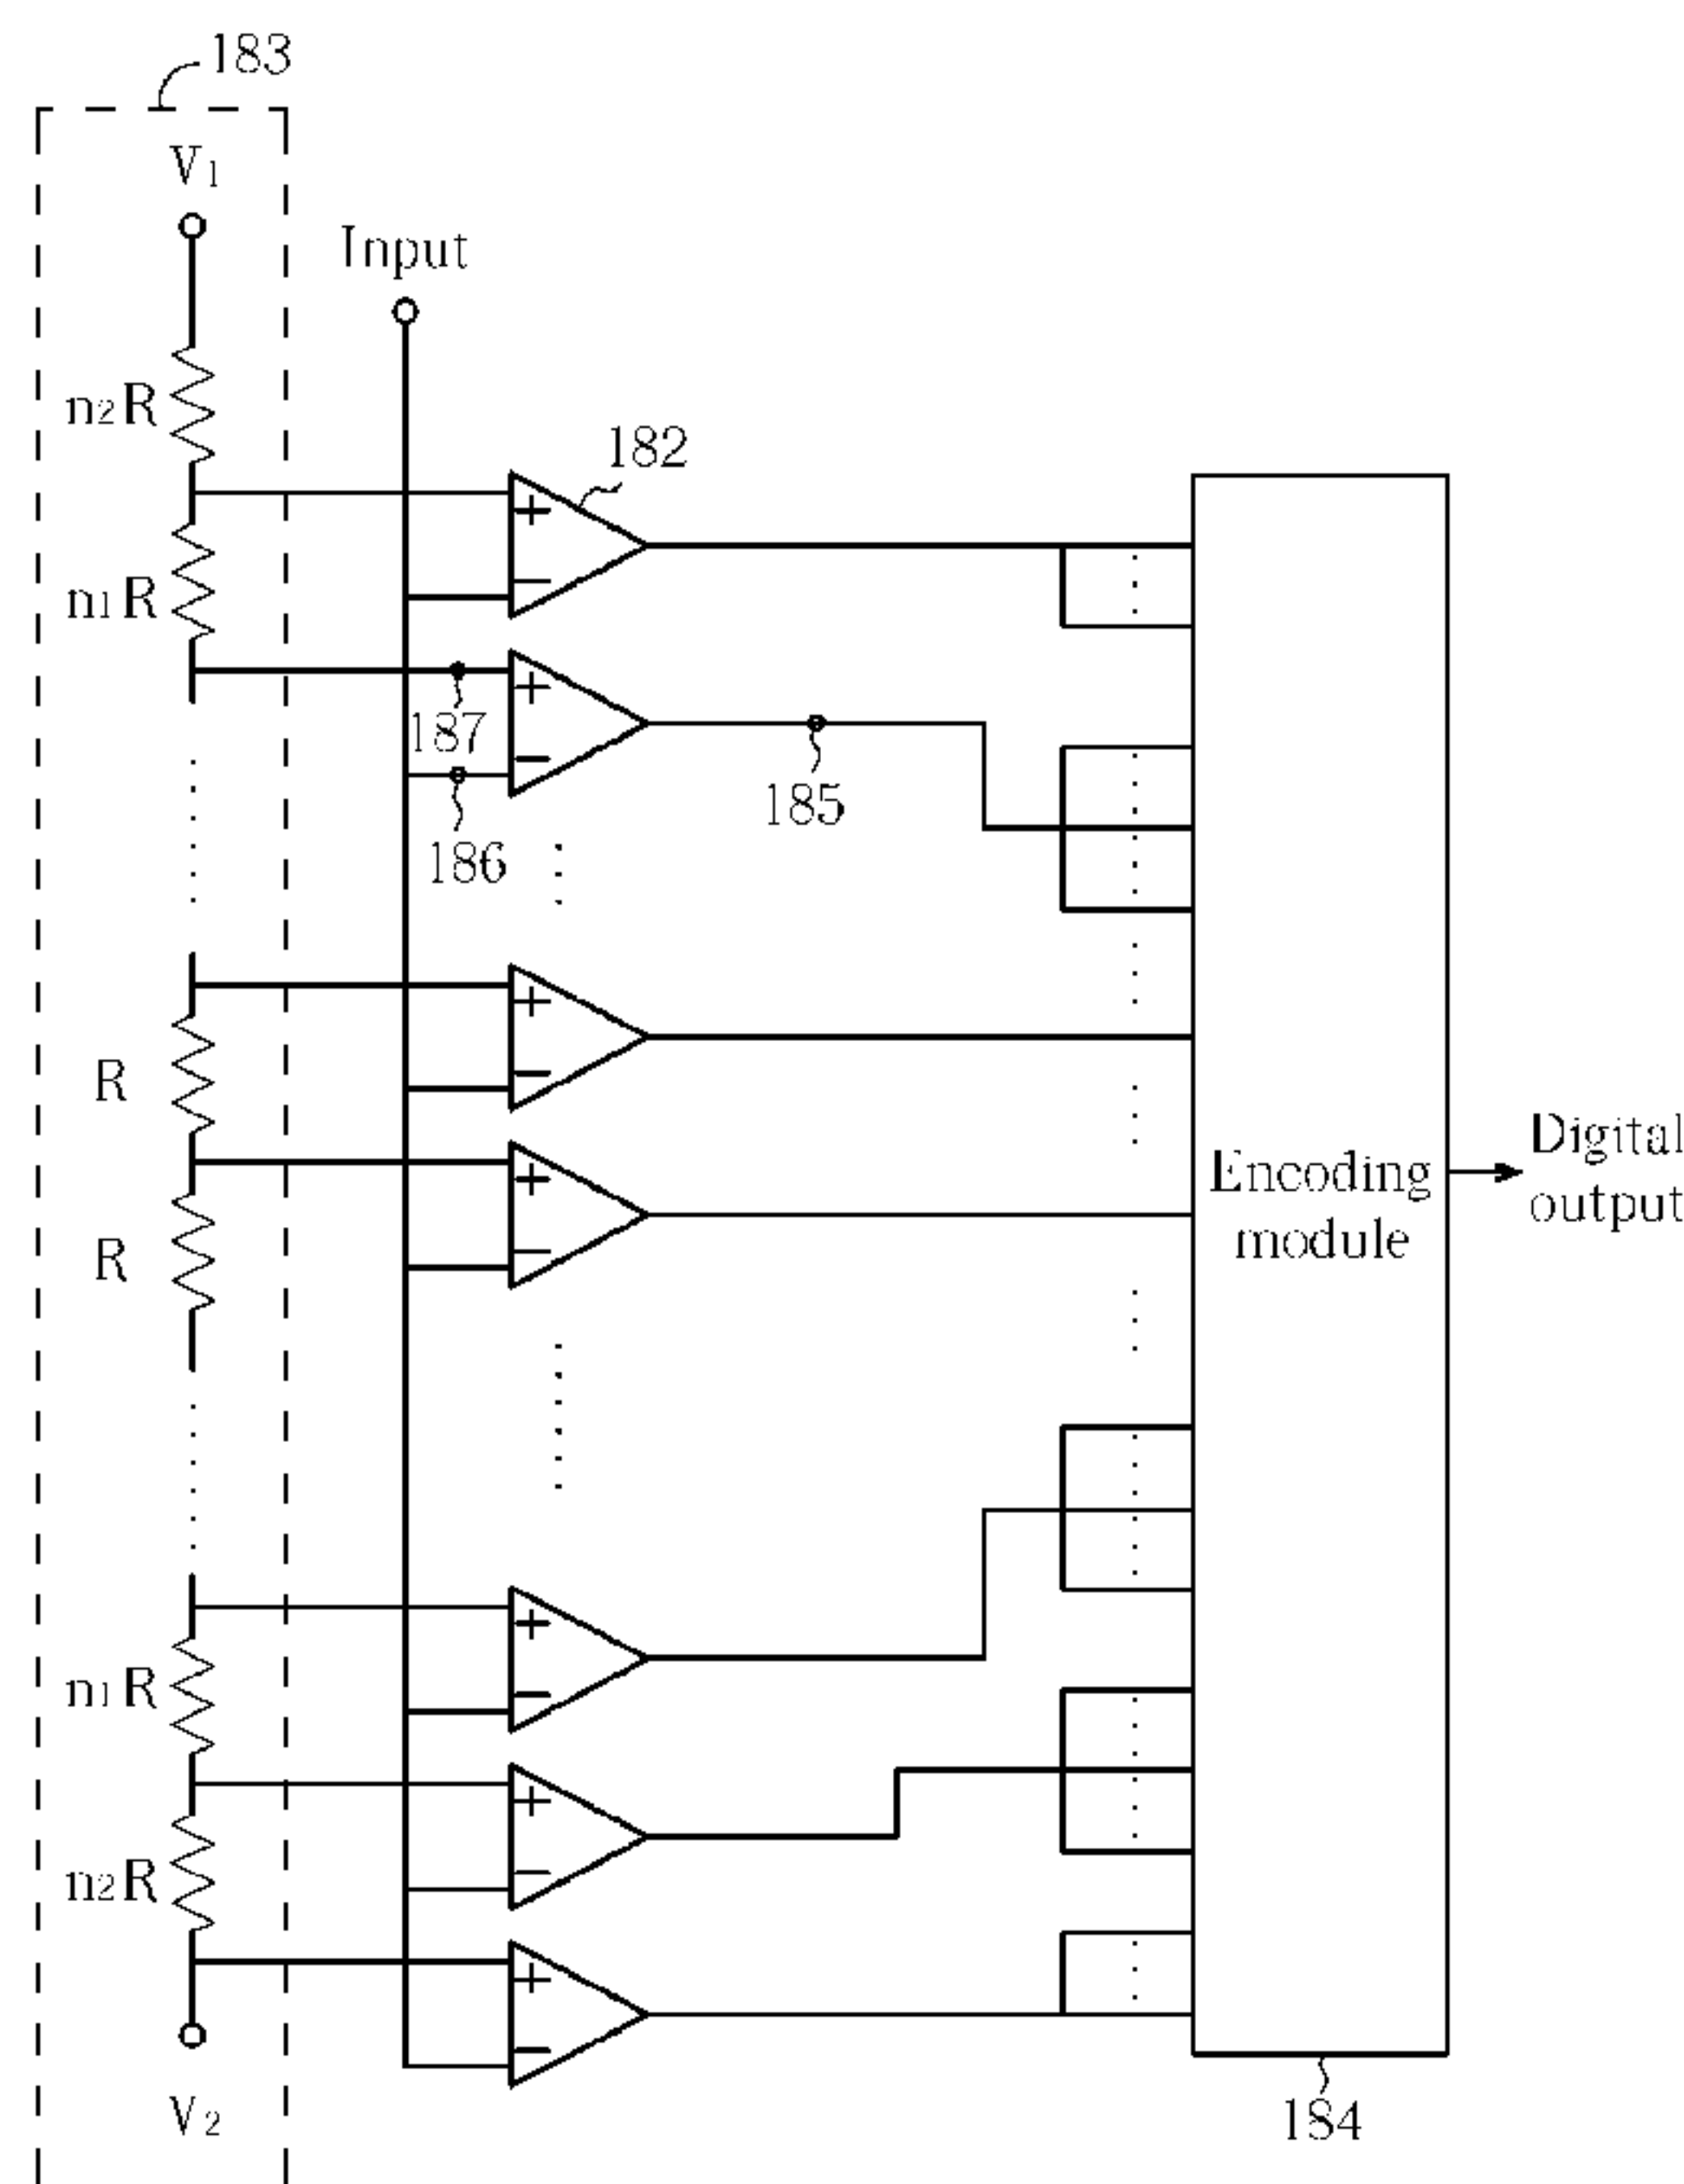 183
V1
Input
n2R
182
+
−
n1R
+
187
−
185
186
+
−
R
+
Digital
output
Encoding
module
−
R
+
−
n1R
+
−
n2R
+
−
V2
184